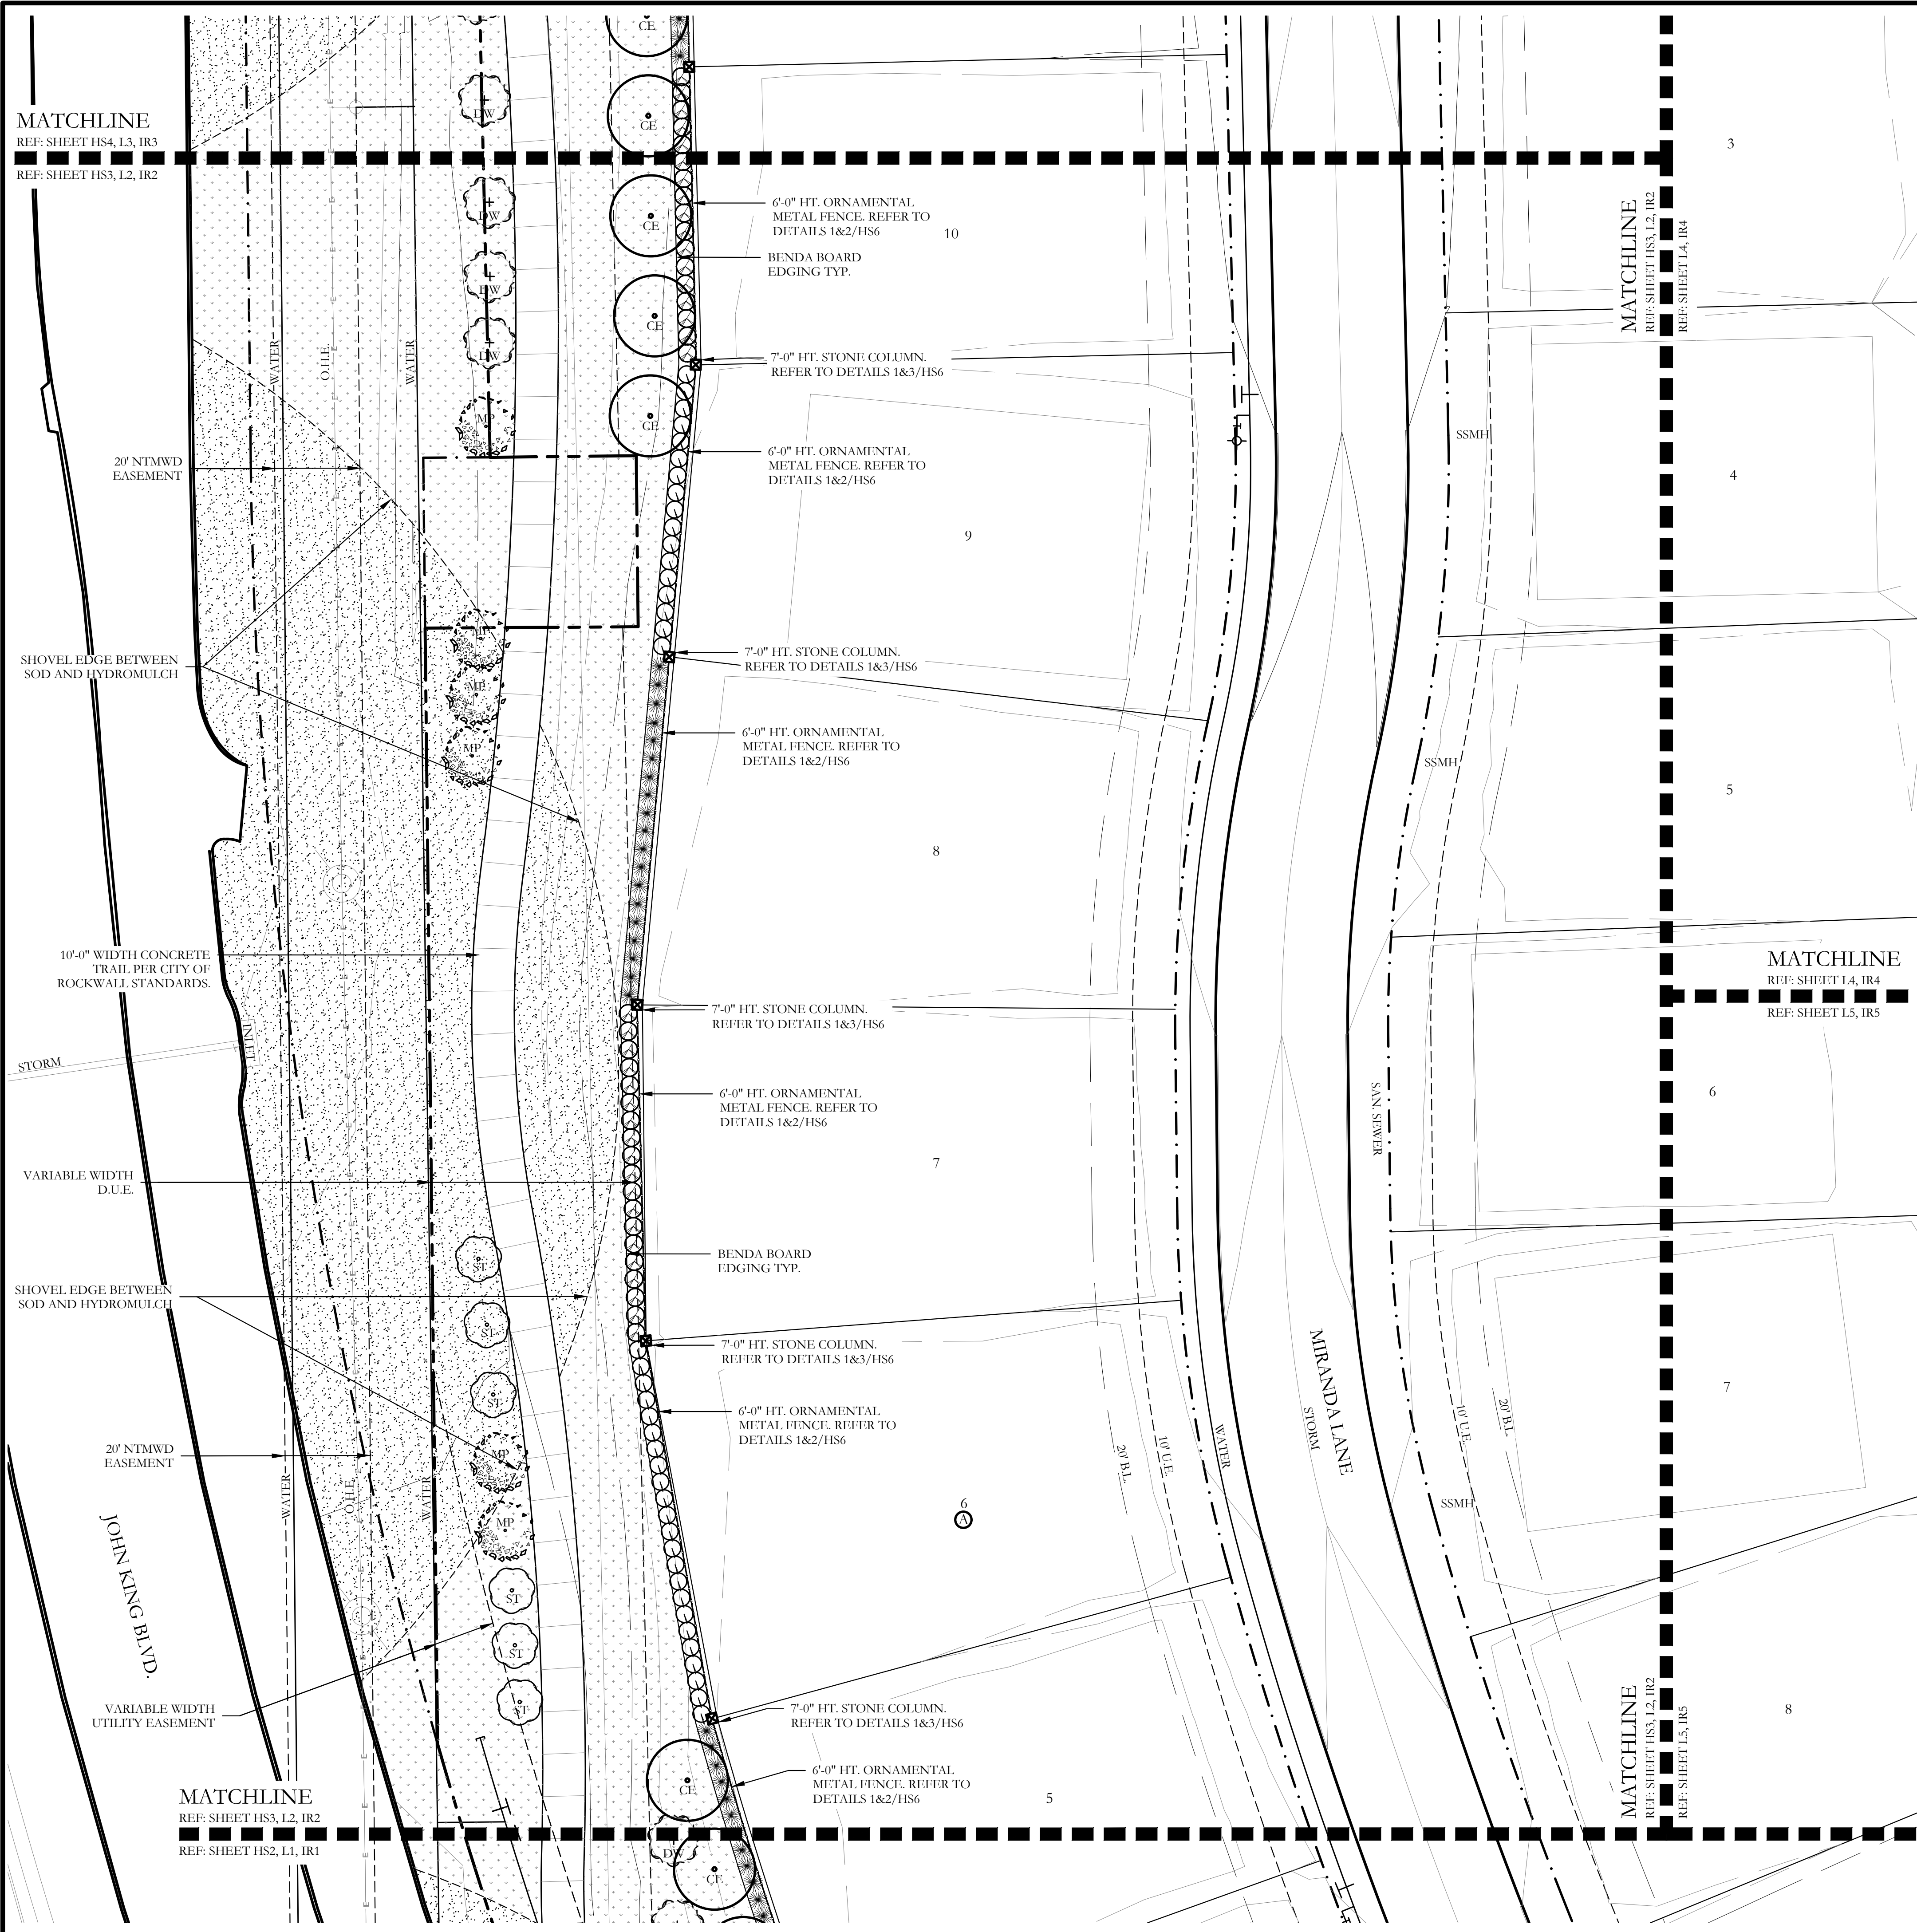 CE
MATCHLINE
REF: SHEET HS4, L3, IR3
REF: SHEET HS3, L2, IR2
DW
CE
3
DW
CE
6'-0" HT. ORNAMENTAL
METAL FENCE. REFER TO
DETAILS 1&2/HS6
10
BENDA BOARD
EDGING TYP.
MATCHLINE
REF: SHEET HS3, L2, IR2
REF: SHEET L4, IR4
DW
CE
DW
WATER
O.H.E.
WATER
7'-0" HT. STONE COLUMN.
REFER TO DETAILS 1&3/HS6
MP
CE
SSMH
20' NTMWD
EASEMENT
6'-0" HT. ORNAMENTAL
METAL FENCE. REFER TO
DETAILS 1&2/HS6
4
9
MP
SHOVEL EDGE BETWEEN
SOD AND HYDROMULCH
7'-0" HT. STONE COLUMN.
REFER TO DETAILS 1&3/HS6
MP
MP
6'-0" HT. ORNAMENTAL
METAL FENCE. REFER TO
DETAILS 1&2/HS6
SSMH
5
8
10'-0" WIDTH CONCRETE
TRAIL PER CITY OF
ROCKWALL STANDARDS.
MATCHLINE
REF: SHEET L4, IR4
REF: SHEET L5, IR5
7'-0" HT. STONE COLUMN.
REFER TO DETAILS 1&3/HS6
INLET
STORM
6'-0" HT. ORNAMENTAL
METAL FENCE. REFER TO
DETAILS 1&2/HS6
SAN. SEWER
6
7
VARIABLE WIDTH
D.U.E.
BENDA BOARD
EDGING TYP.
ST
SHOVEL EDGE BETWEEN
SOD AND HYDROMULCH
ST
7'-0" HT. STONE COLUMN.
REFER TO DETAILS 1&3/HS6
MIRANDA LANE
7
ST
6'-0" HT. ORNAMENTAL
METAL FENCE. REFER TO
DETAILS 1&2/HS6
STORM
10' U.E.
20' B.L.
20' NTMWD
EASEMENT
MP
20' B.L.
10' U.E.
WATER
WATER
O.H.E.
WATER
SSMH
6
A
MP
JOHN KING BLVD.
ST
ST
ST
VARIABLE WIDTH
UTILITY EASEMENT
7'-0" HT. STONE COLUMN.
REFER TO DETAILS 1&3/HS6
8
MATCHLINE
REF: SHEET HS3, L2, IR2
REF: SHEET L5, IR5
CE
6'-0" HT. ORNAMENTAL
METAL FENCE. REFER TO
DETAILS 1&2/HS6
5
MATCHLINE
REF: SHEET HS3, L2, IR2
REF: SHEET HS2, L1, IR1
DW
CE